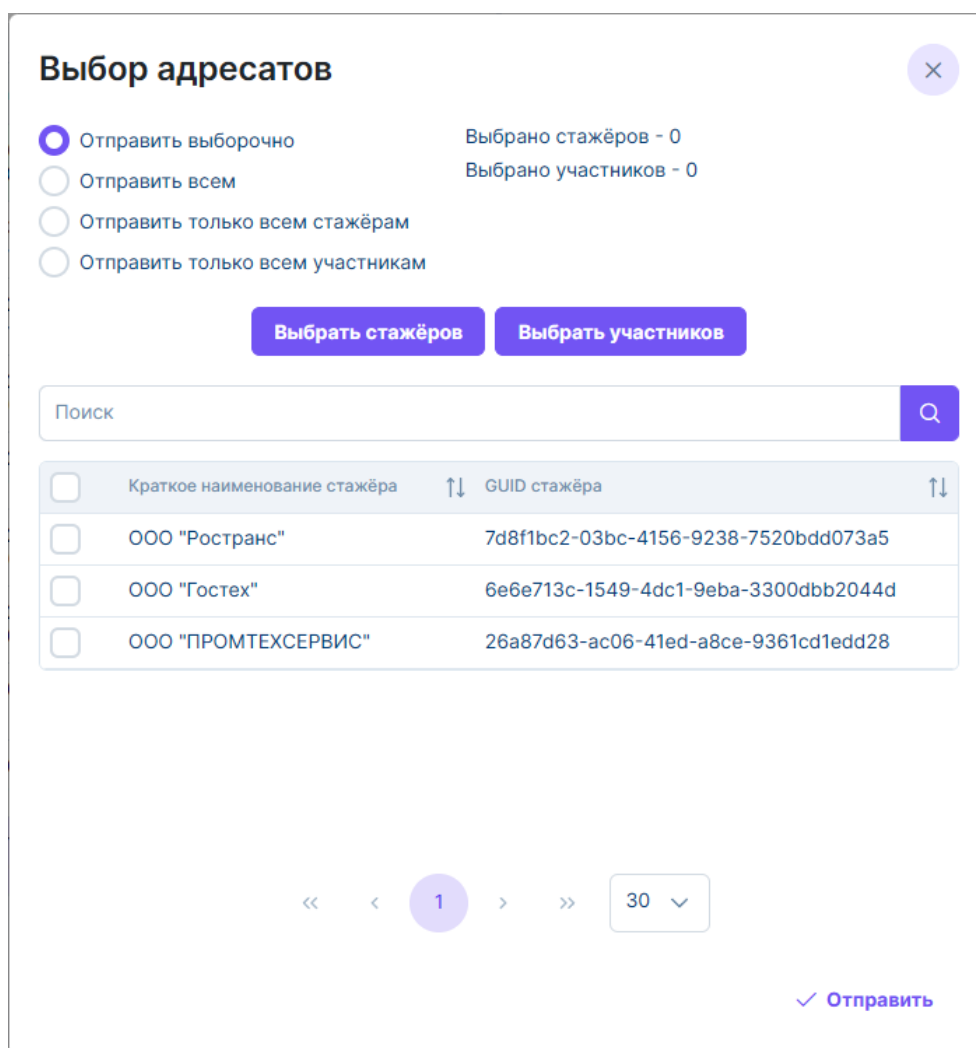 Выбор адресатов
Отправить выборочно
Отправить всем
Отправить только всем стажёрам
Отправить только всем участникам
Выбрано стажёров - 0
Выбрано участников - 0
Выбрать стажёров Выбрать участников
Поиск
Краткое наименование стажёра GUID стажёра
ООО "Ространс" 7d8f1bc2-03bc-4156-9238-7520bdd073a5
ООО "Гостех" 6e6e713c-1549-4dc1-9eba-3300dbb2044d
ООО "ПРОМТЕХСЕРВИС" 26a87d63-ac06-41ed-a8ce-9361cd1edd28
« ‹ 1 › » 30
Отправить